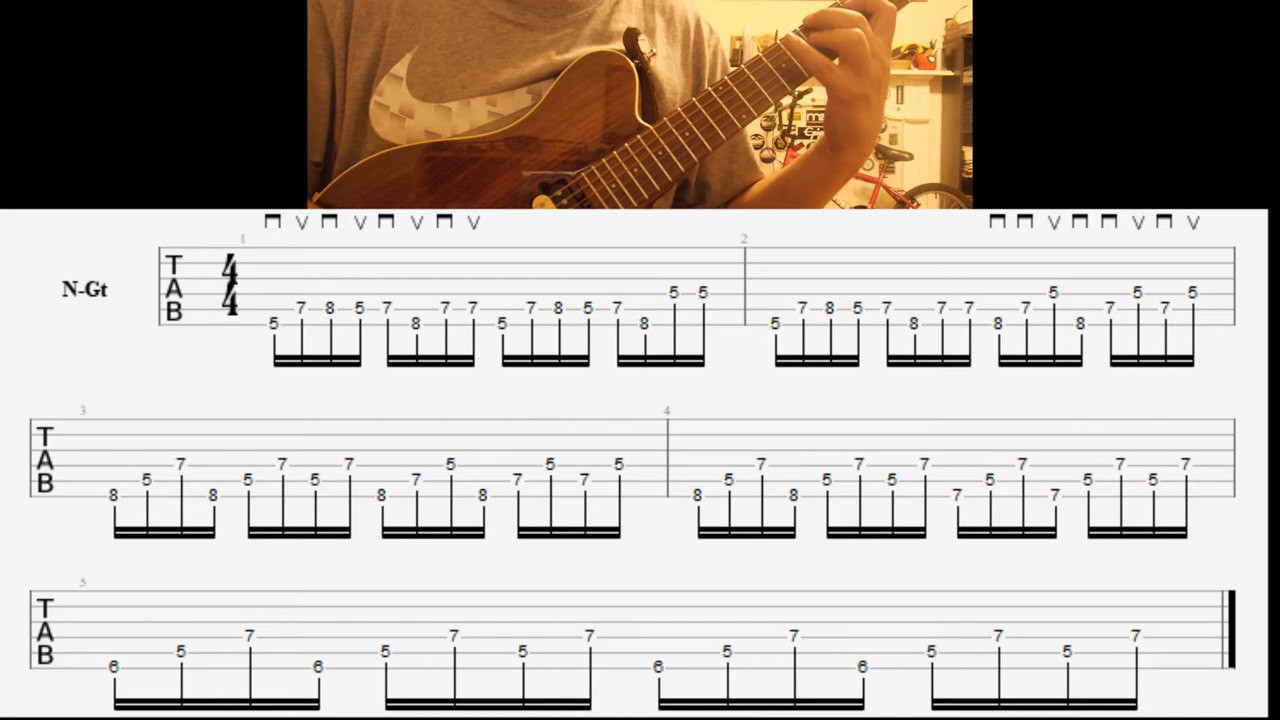 1 2
T
A
B
4
4
N-Gt
5 7 8 5 7 8 7 7 5 7 8 5 7 8 5 5 5 7 8 5 7 8 7 7 8 7 5 8 7 5 7 5
3 4
T
A
B
8 5 7 8 5 7 5 7 8 7 5 8 7 5 7 5 8 5 7 8 5 7 5 7 7 5 7 7 5 7 5 7
5
T
A
B
6 5 7 6 5 7 5 7 6 5 7 6 5 7 5 7